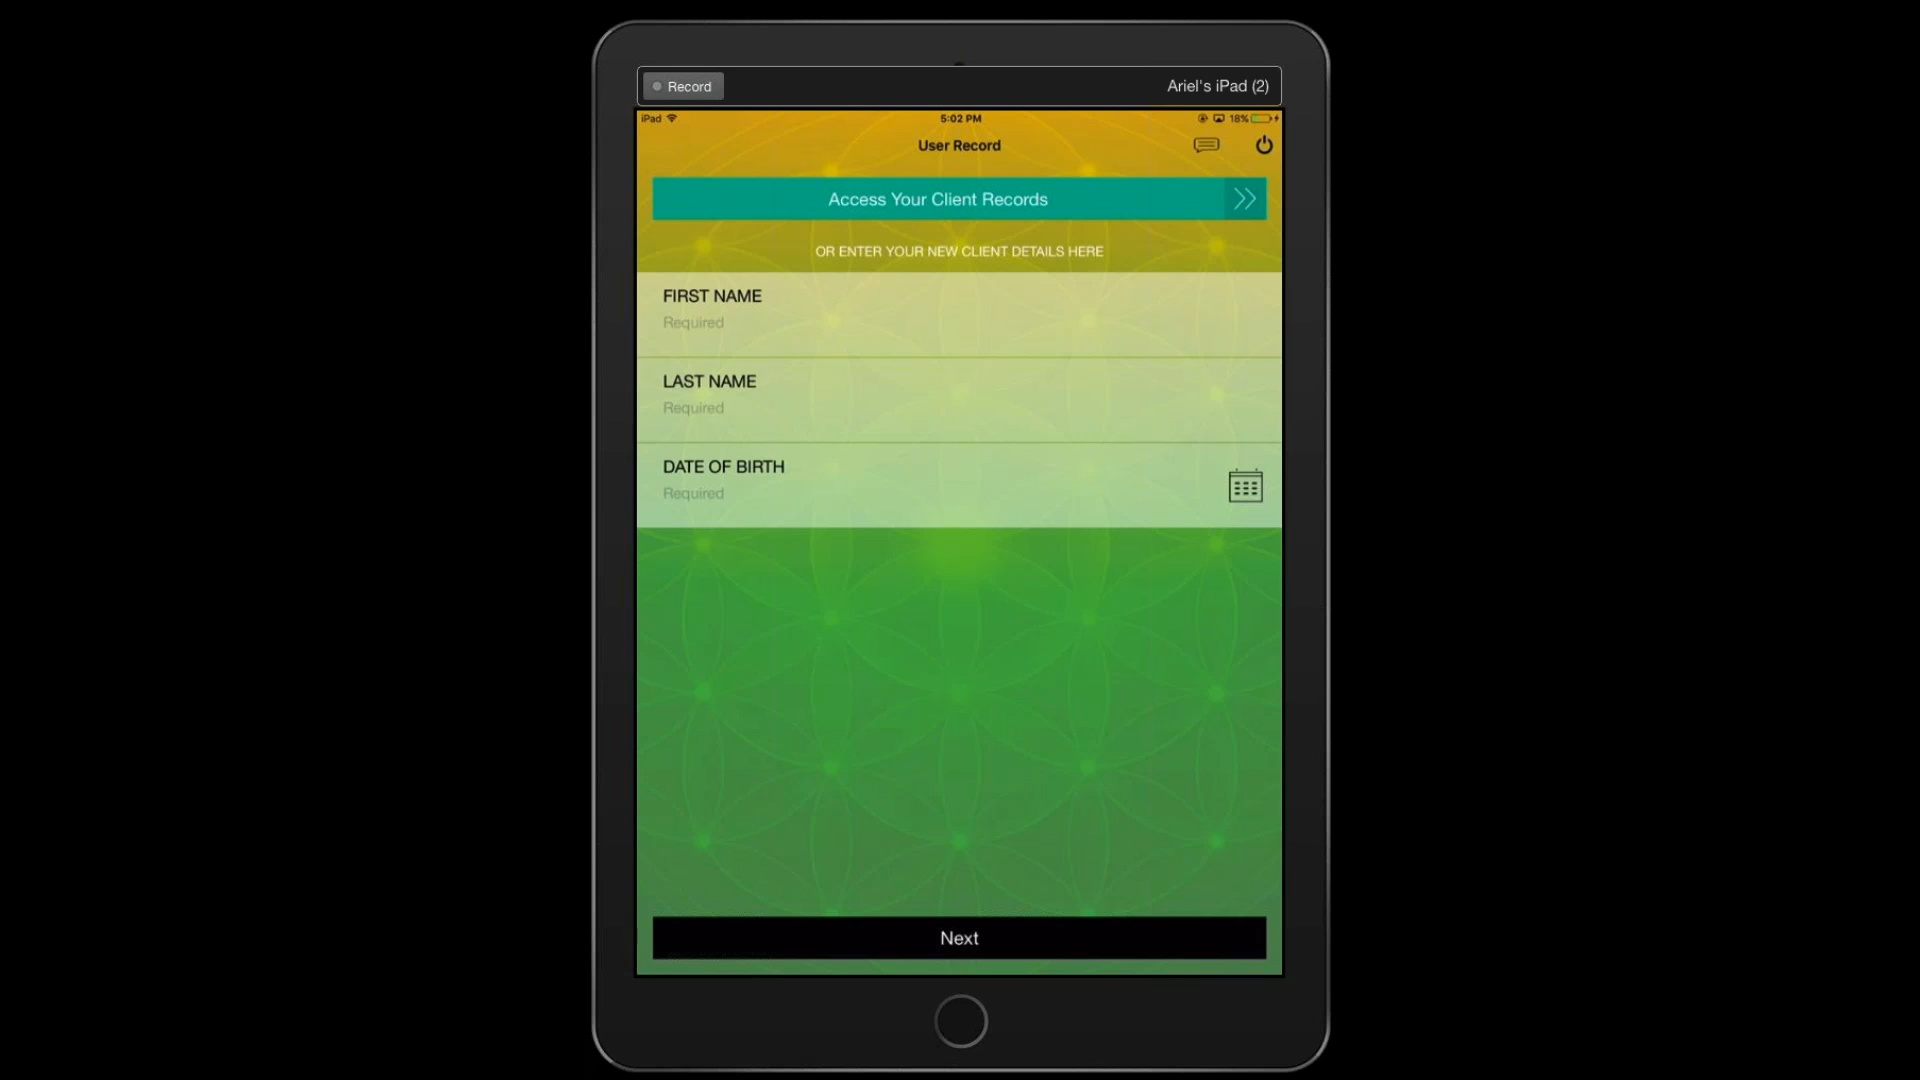 Record
Ariel's iPad (2)
iPad
5:02 PM
18%
User Record
Access Your Client Records
OR ENTER YOUR NEW CLIENT DETAILS HERE
FIRST NAME
Required
LAST NAME
Required
DATE OF BIRTH
Required
Next